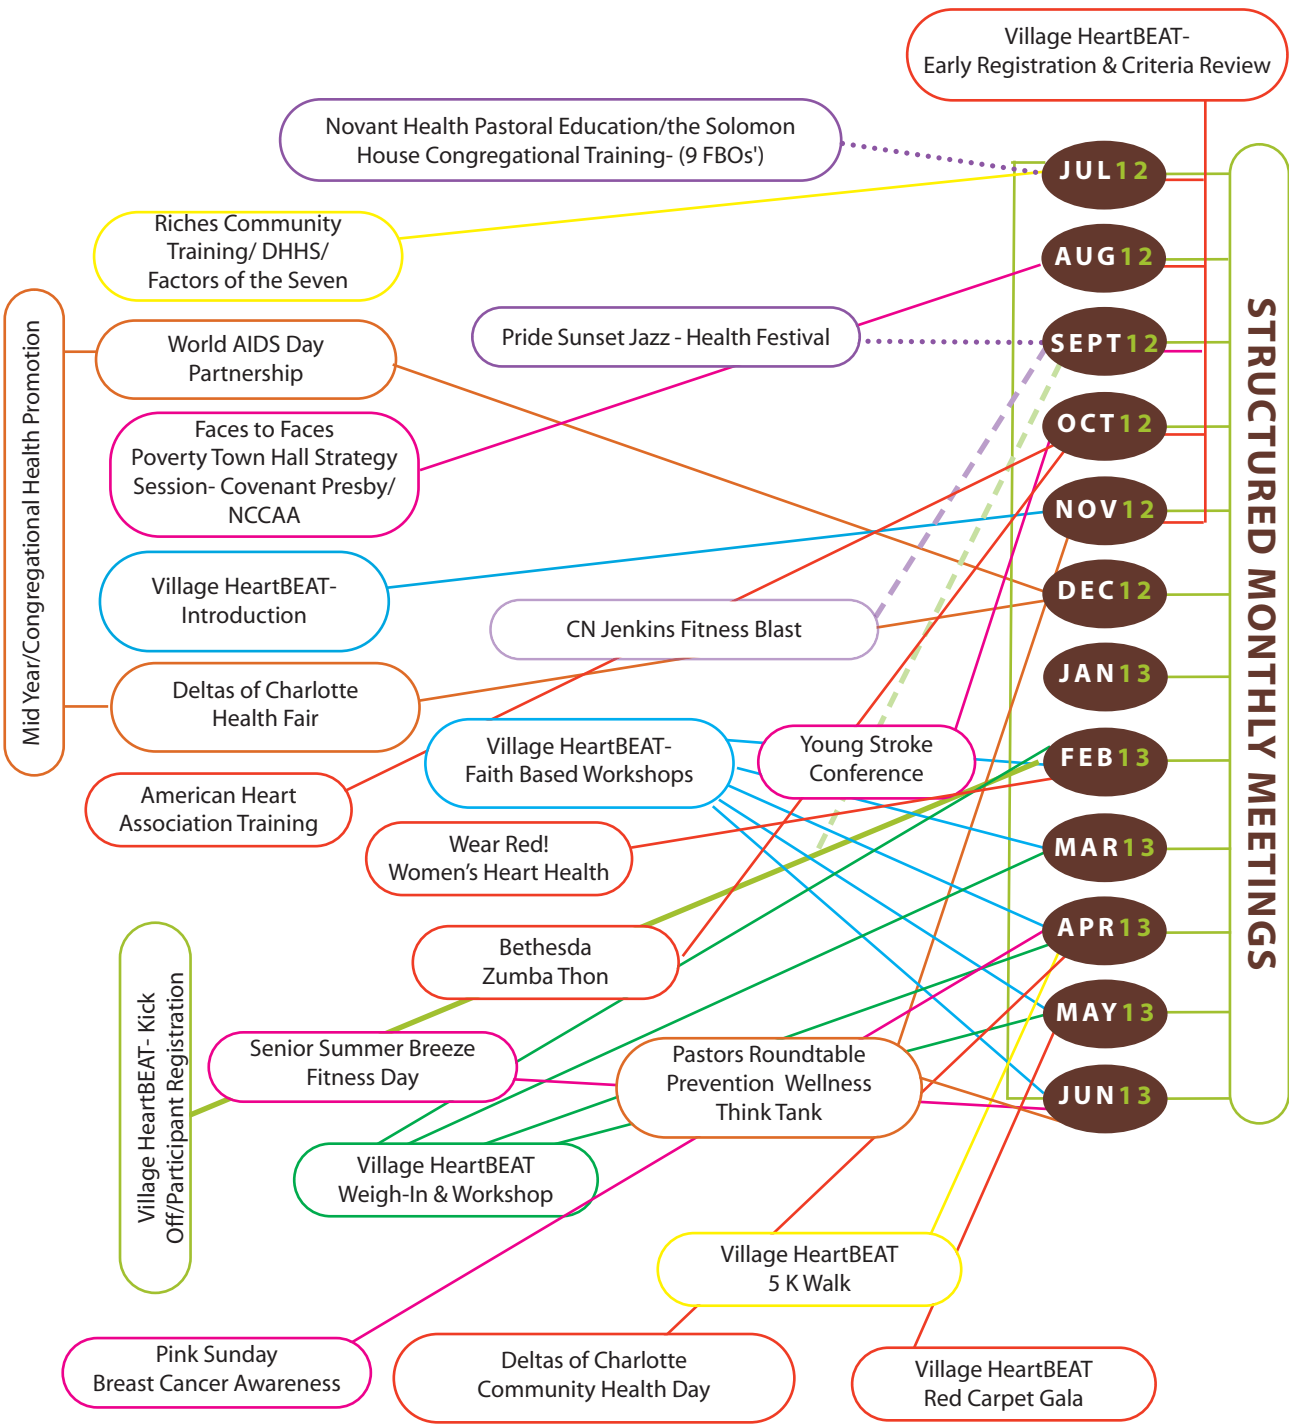 Village HeartBEAT-
Early Registration & Criteria Review
Novant Health Pastoral Education/the Solomon
House Congregational Training- (9 FBOs')
JUL12
Riches Community
Training/ DHHS/
Factors of the Seven
AUG12
Mid Year/Congregational Health Promotion
World AIDS Day
Partnership
Pride Sunset Jazz - Health Festival
SEPT12
STRUCTURED MONTHLY MEETINGS
Faces to Faces
Poverty Town Hall Strategy
Session- Covenant Presby/
NCCAA
OCT12
NOV12
Village HeartBEAT-
Introduction
DEC12
CN Jenkins Fitness Blast
JAN13
Deltas of Charlotte
Health Fair
Village HeartBEAT-
Faith Based Workshops
Young Stroke
Conference
FEB13
American Heart
Association Training
Wear Red!
Women’s Heart Health
MAR13
APR13
Bethesda
Zumba Thon
Village HeartBEAT- Kick
Off/Participant Registration
MAY13
Senior Summer Breeze
Fitness Day
Pastors Roundtable
Prevention  Wellness
Think Tank
JUN13
Village HeartBEAT
Weigh-In & Workshop
Village HeartBEAT
5 K Walk
Pink Sunday
Breast Cancer Awareness
Deltas of Charlotte
Community Health Day
Village HeartBEAT
Red Carpet Gala